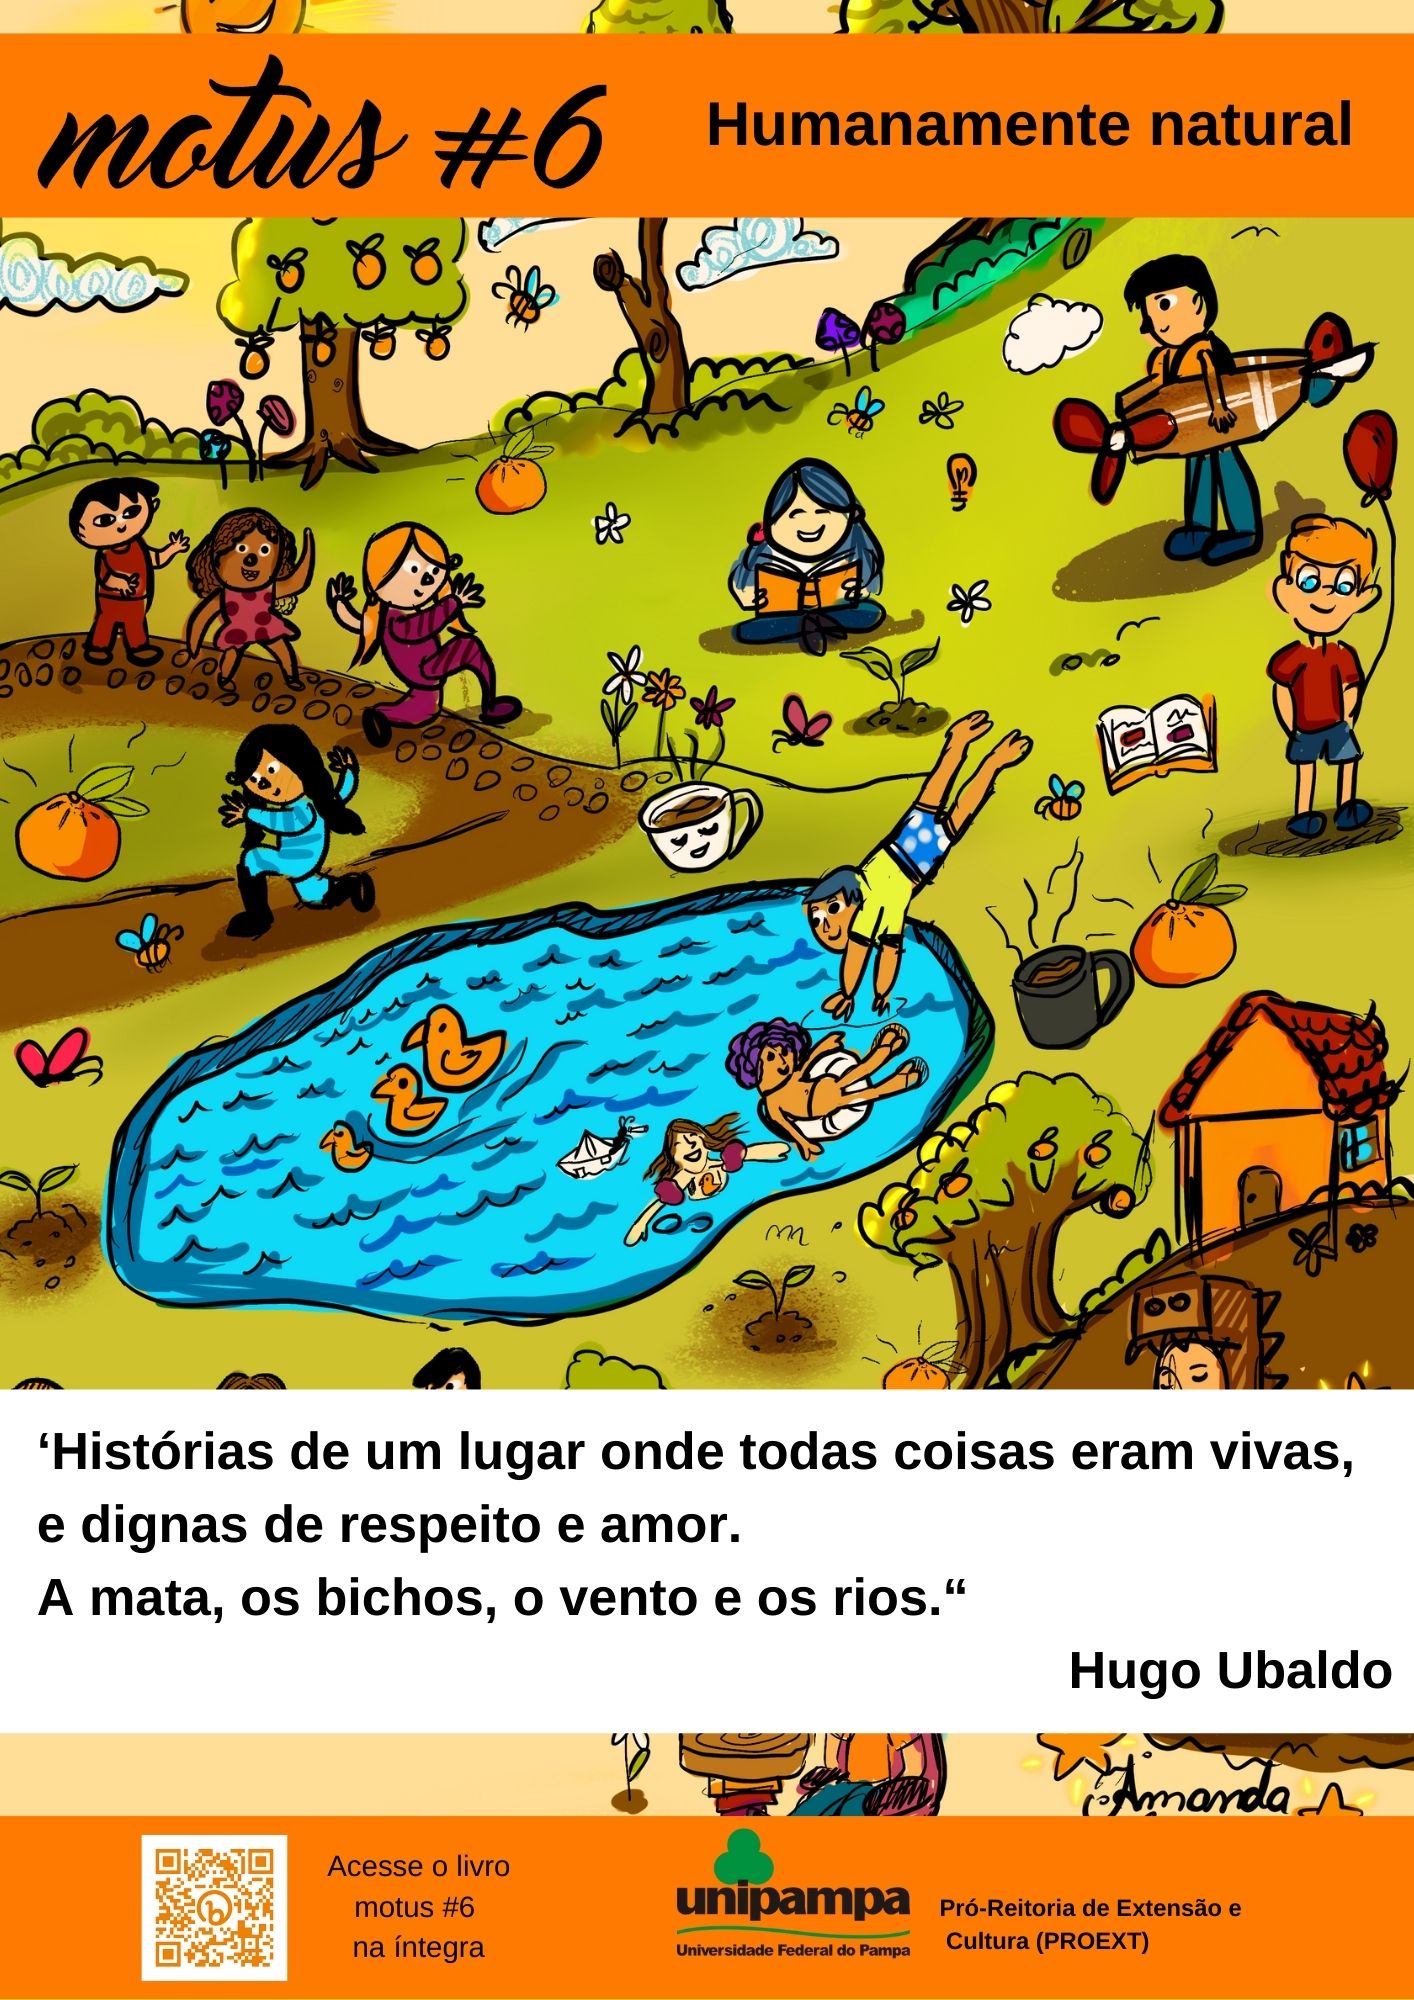 motus #6
Humanamente natural
‘Histórias de um lugar onde todas coisas eram vivas,
e dignas de respeito e amor.
A mata, os bichos, o vento e os rios.“
Hugo Ubaldo
Amanda
Acesse o livro
motus #6
na íntegra
unipampa
Universidade Federal do Pampa
Pró-Reitoria de Extensão e
Cultura (PROEXT)